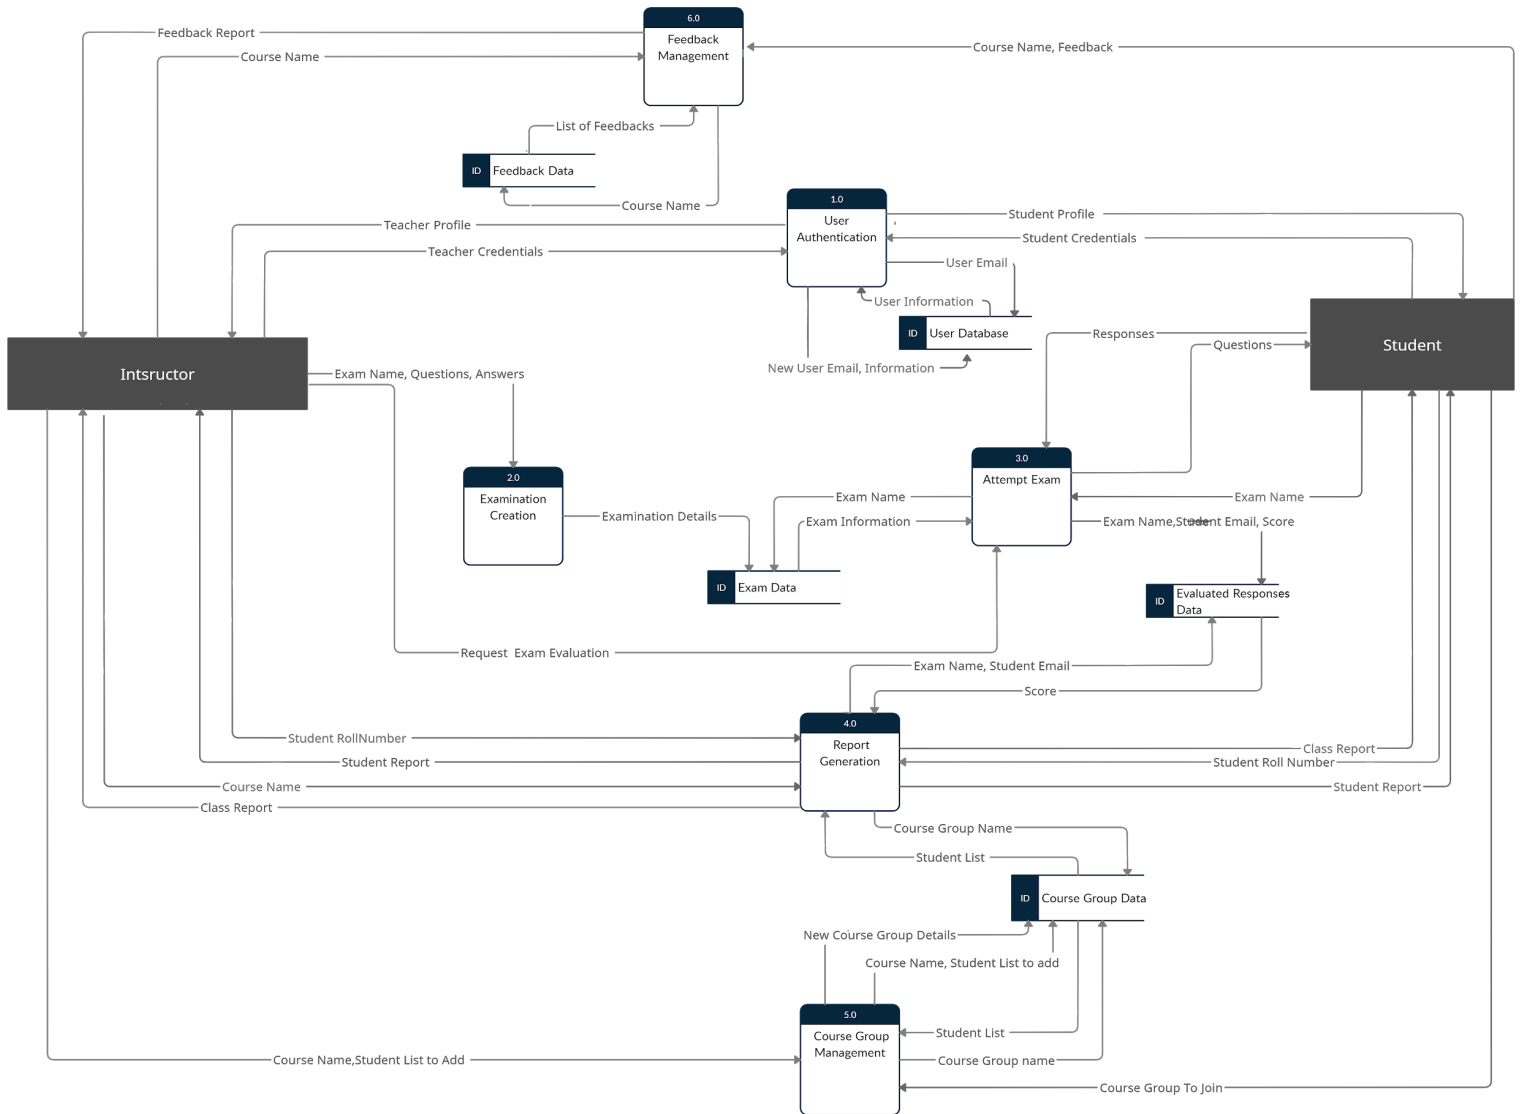 6.0
Feedback Report
Feedback
Management
Course Name, Feedback
Course Name
List of Feedbacks
ID
Feedback Data
Course Name
1.0
User
Authentication
Student Profile
Teacher Profile
Student Credentials
Teacher Credentials
User Email
User Information
ID
User Database
Responses
Questions
Student
New User Email, Information
Intsructor
Exam Name, Questions, Answers
3.0
Attempt Exam
2.0
Examination
Creation
Exam Name
Exam Name
Examination Details
Exam Information
Exam Name,Student Email, Score
ID
Exam Data
ID
Evaluated Responses
Data
Request  Exam Evaluation
Exam Name, Student Email
Score
4.0
Student RollNumber
Report
Generation
Class Report
Student Report
Student Roll Number
Course Name
Student Report
Class Report
Course Group Name
Student List
ID
Course Group Data
New Course Group Details
Course Name, Student List to add
5.0
Course Group
Management
Student List
Course Name,Student List to Add
Course Group name
Course Group To Join